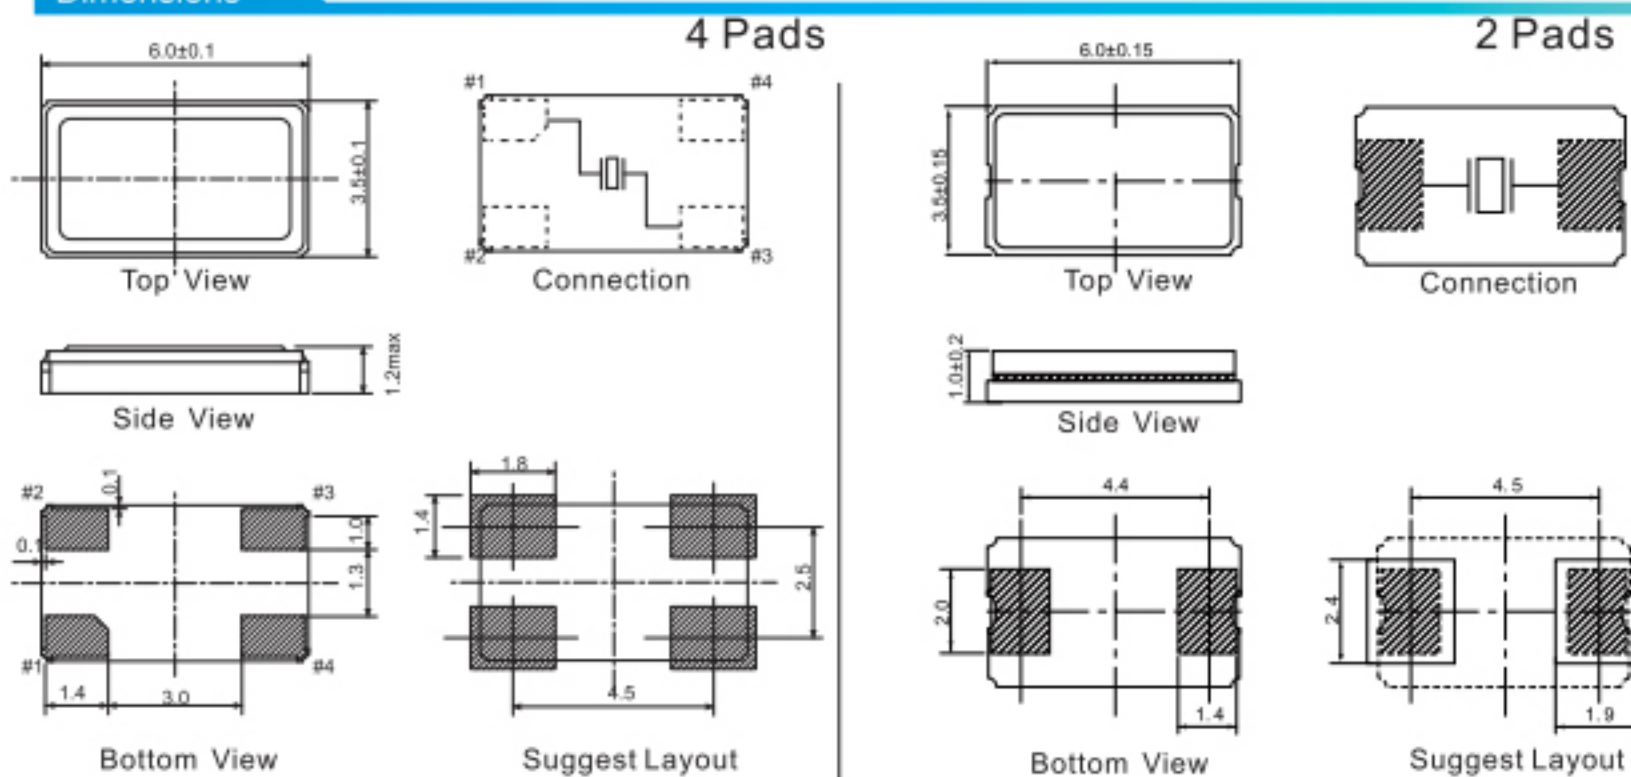 Dimensions
4 Pads
2 Pads
6.0±0.1
3.5±0.1
Top View
#1
#4
#2
#3
Connection
1.2max
Side View
#2
#3
0.1
0.1
1.0
1.3
#1
#4
1.4
3.0
Bottom View
1.8
1.4
2.5
4.5
Suggest Layout
6.0±0.15
3.5±0.15
Top View
Connection
1.0±0.2
Side View
4.4
2.0
1.4
Bottom View
4.5
2.4
1.9
Suggest Layout